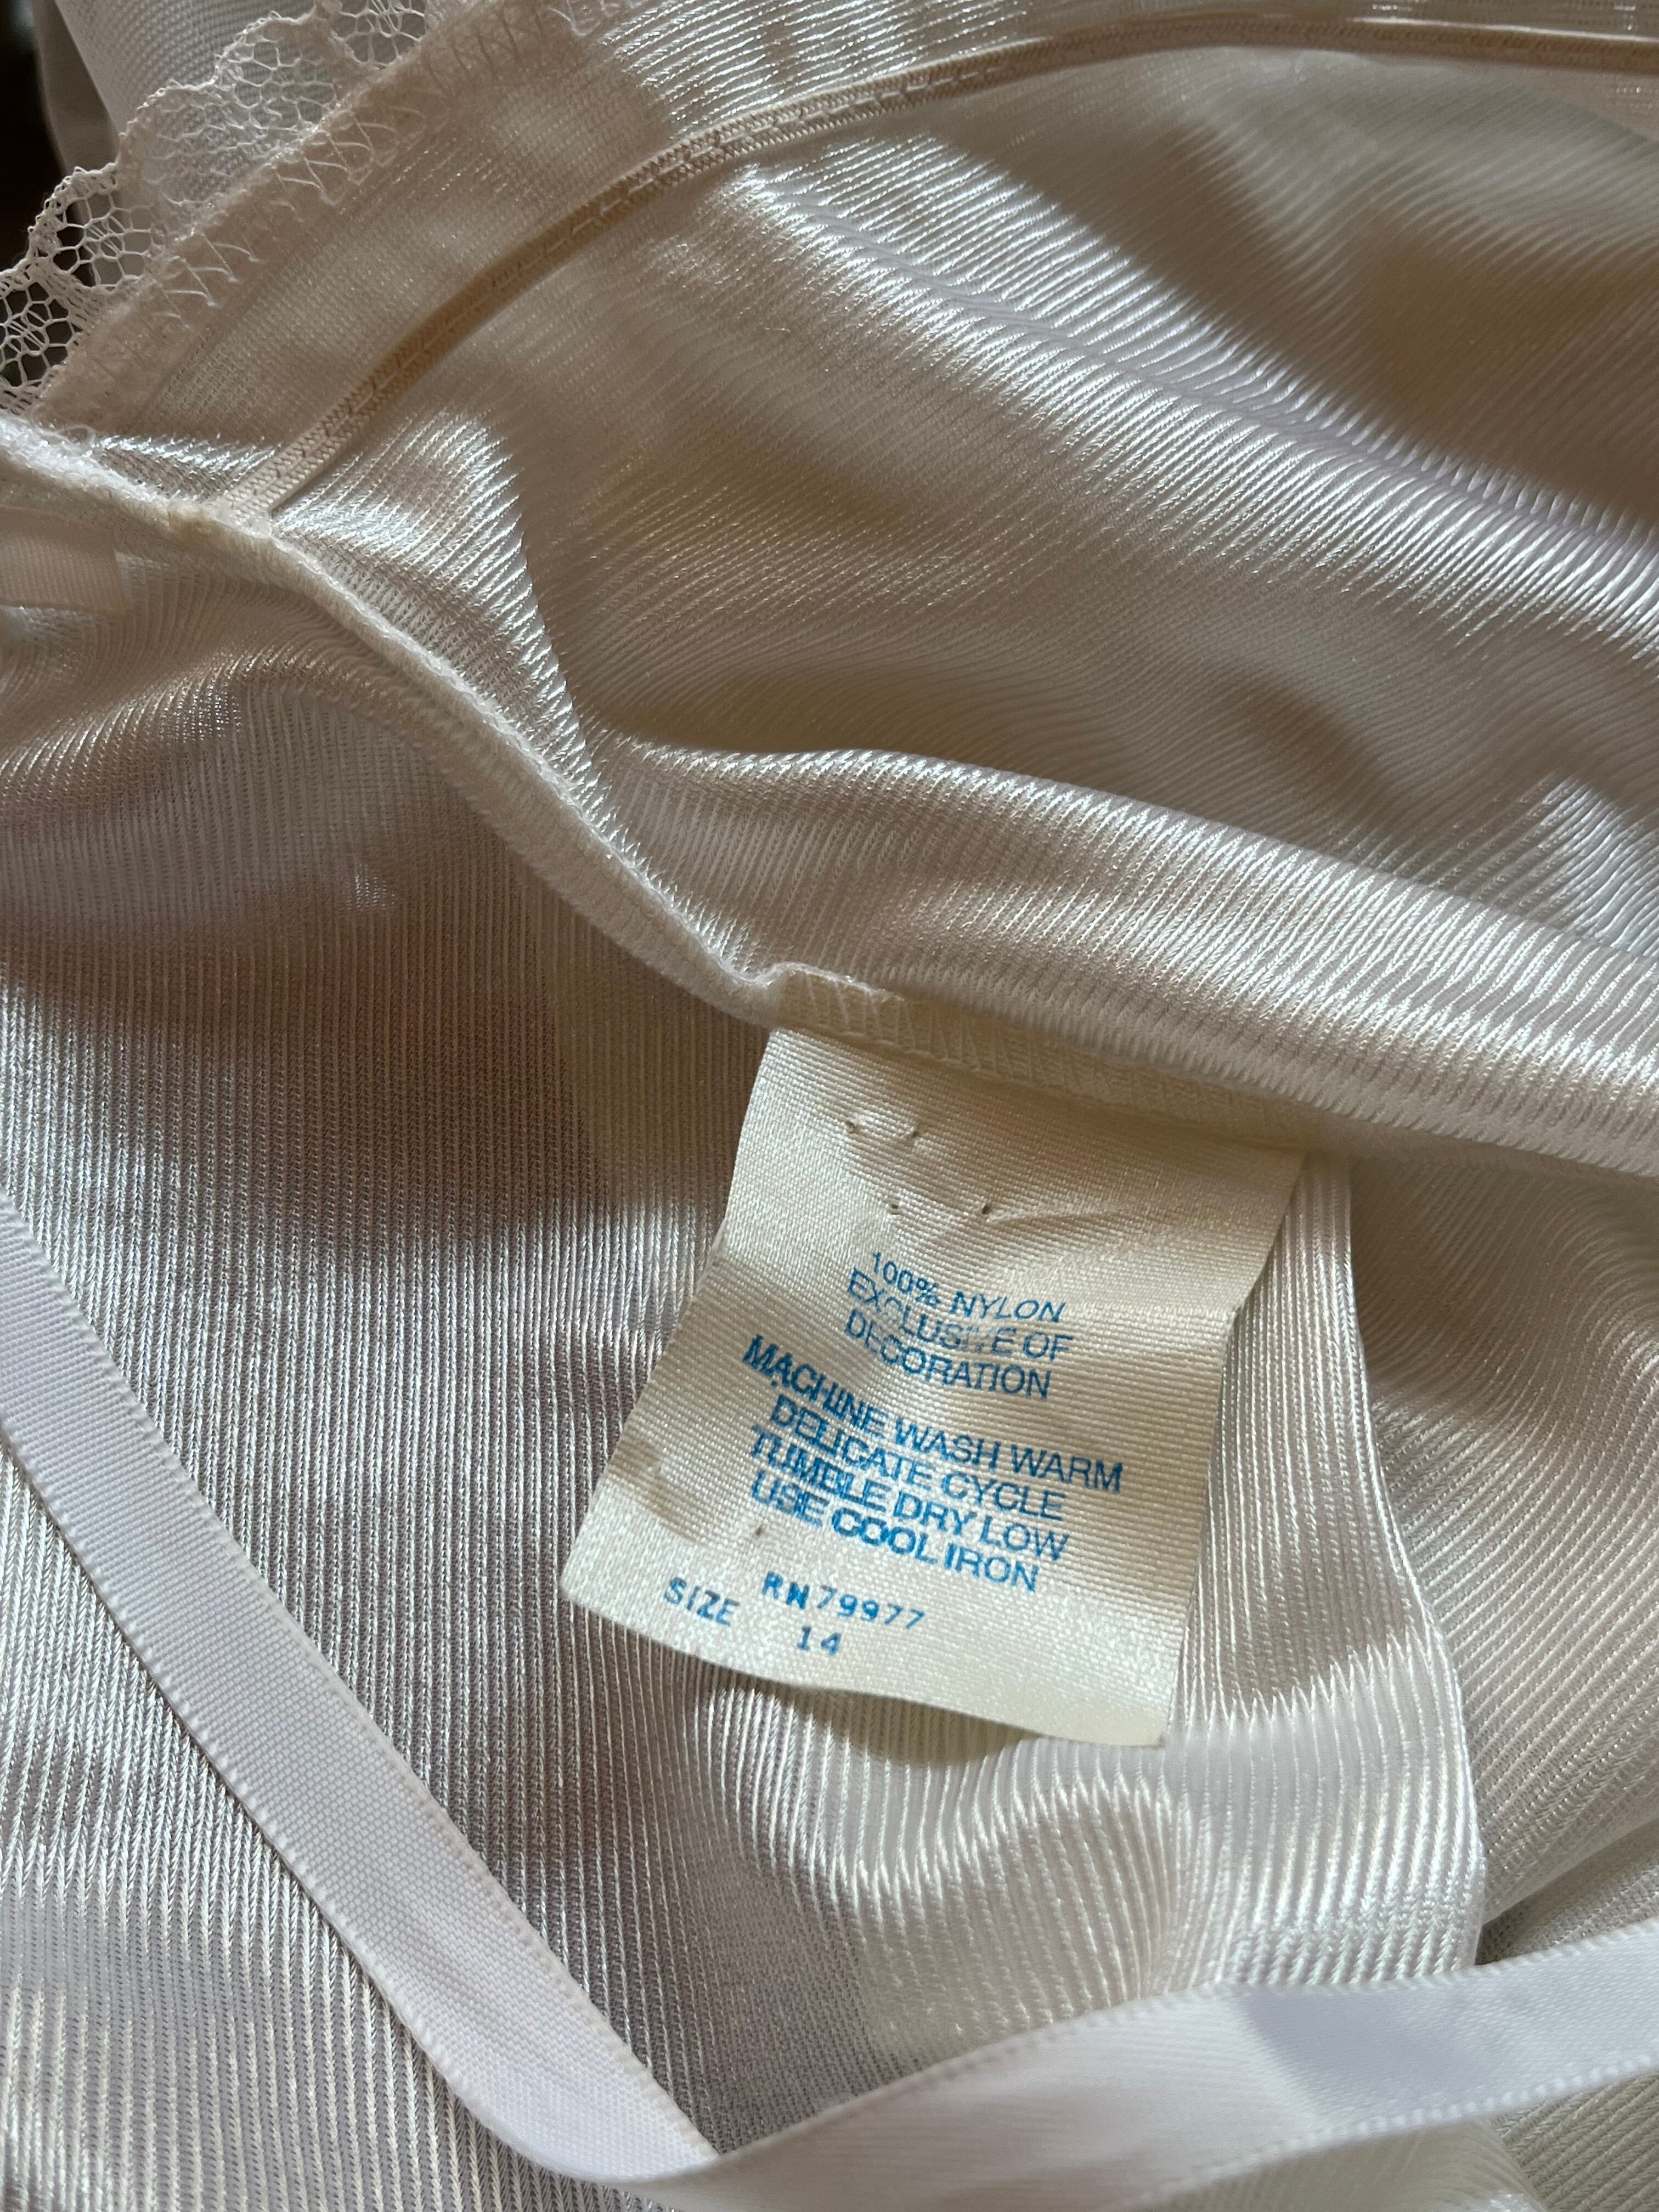 100% NYLON
EXCLUSIVE OF
DECORATION
MACHINE WASH WARM
DELICATE CYCLE
TUMBLE DRY LOW
USE COOL IRON
RN79977
SIZE 14